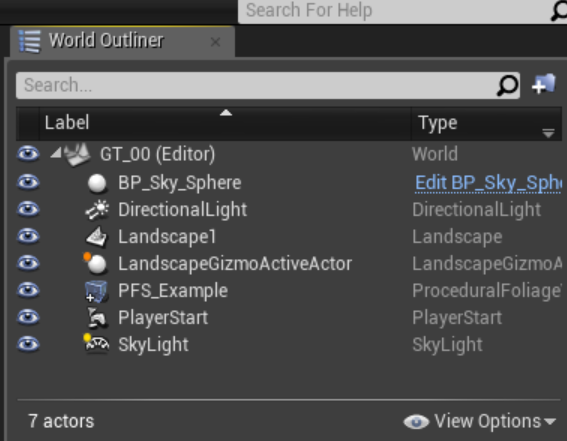 Search For Help
World Outliner
Search...
Label Type
GT_00 (Editor) World
BP_Sky_Sphere Edit BP_Sky_Sph
DirectionalLight DirectionalLight
Landscape1 Landscape
LandscapeGizmoActiveActor LandscapeGizmoA
PFS_Example ProceduralFoliage
PlayerStart PlayerStart
SkyLight SkyLight
7 actors View Options